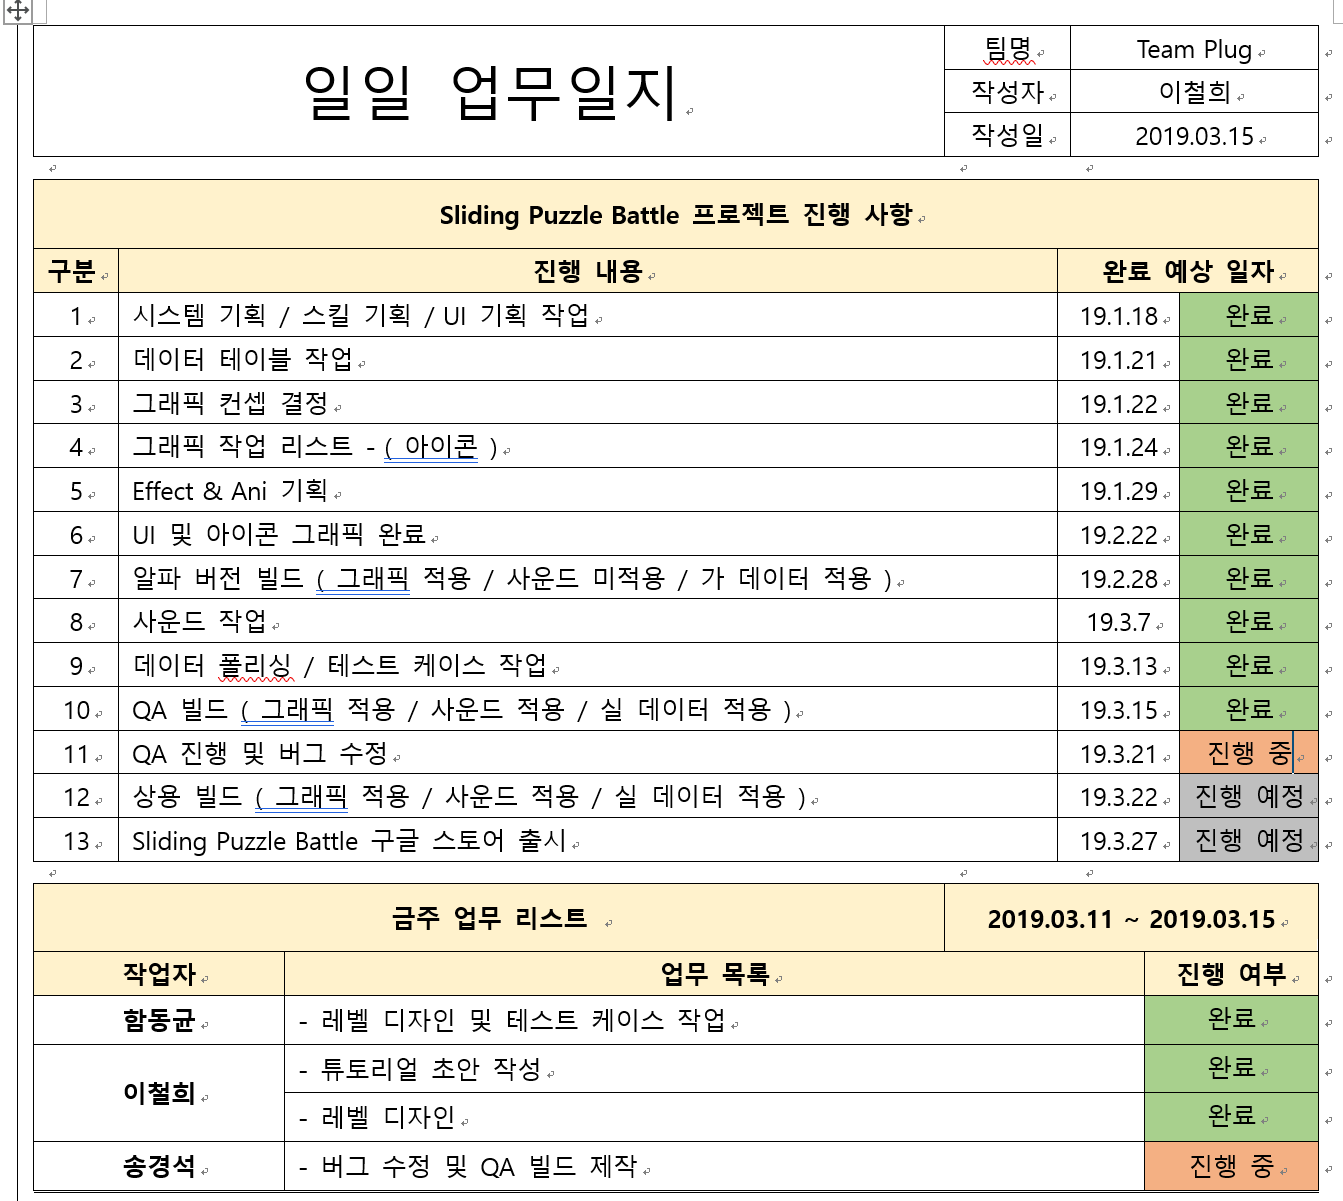 일일 업무일지
팀명 Team Plug
작성자 이철희
작성일 2019.03.15
Sliding Puzzle Battle 프로젝트 진행 사항
구분 진행 내용 완료 예상 일자
1 시스템 기획 / 스킬 기획 / UI 기획 작업 19.1.18 완료
2 데이터 테이블 작업 19.1.21 완료
3 그래픽 컨셉 결정 19.1.22 완료
4 그래픽 작업 리스트 - ( 아이콘 ) 19.1.24 완료
5 Effect & Ani 기획 19.1.29 완료
6 UI 및 아이콘 그래픽 완료 19.2.22 완료
7 알파 버전 빌드 ( 그래픽 적용 / 사운드 미적용 / 가 데이터 적용 ) 19.2.28 완료
8 사운드 작업 19.3.7 완료
9 데이터 폴리싱 / 테스트 케이스 작업 19.3.13 완료
10 QA 빌드 ( 그래픽 적용 / 사운드 적용 / 실 데이터 적용 ) 19.3.15 완료
11 QA 진행 및 버그 수정 19.3.21 진행 중
12 상용 빌드 ( 그래픽 적용 / 사운드 적용 / 실 데이터 적용 ) 19.3.22 진행 예정
13 Sliding Puzzle Battle 구글 스토어 출시 19.3.27 진행 예정
금주 업무 리스트 2019.03.11 ~ 2019.03.15
작업자 업무 목록 진행 여부
함동균 - 레벨 디자인 및 테스트 케이스 작업 완료
이철희 - 튜토리얼 초안 작성 완료
- 레벨 디자인 완료
송경석 - 버그 수정 및 QA 빌드 제작 진행 중